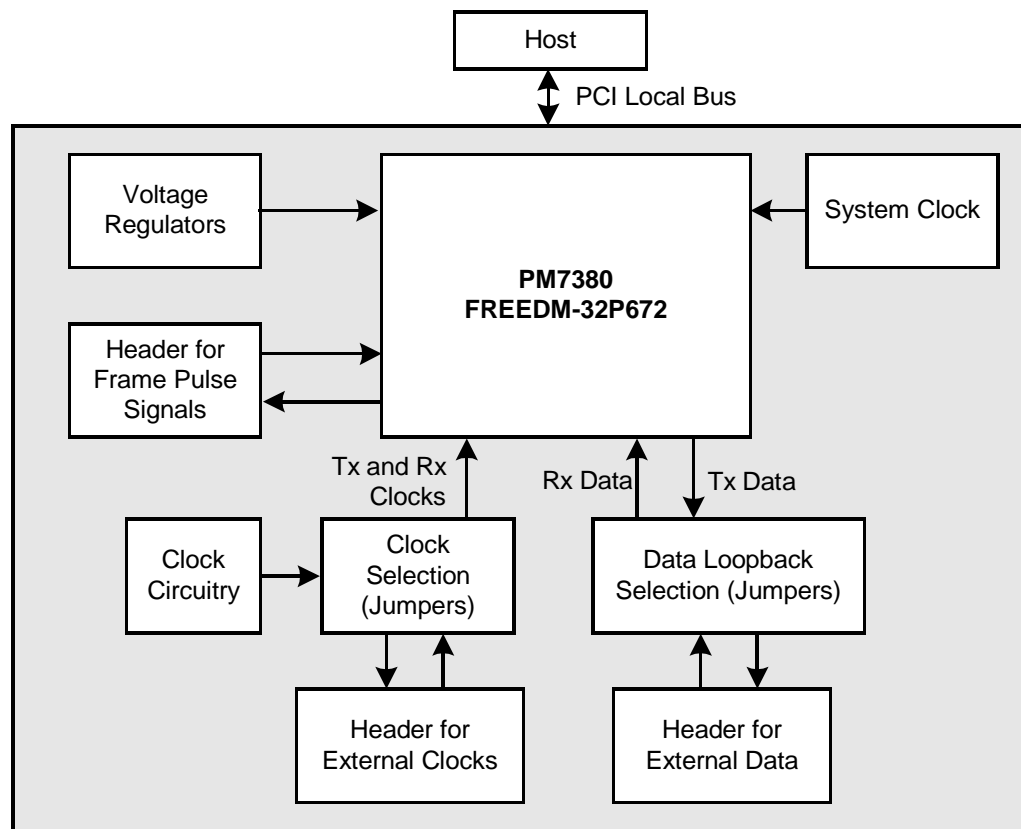 Host
PCI Local Bus
Voltage
Regulators
System Clock
PM7380
FREEDM-32P672
Header for
Frame Pulse
Signals
Tx and Rx
Clocks
Rx Data
Tx Data
Clock
Circuitry
Clock
Selection
(Jumpers)
Data Loopback
Selection (Jumpers)
Header for
External Clocks
Header for
External Data